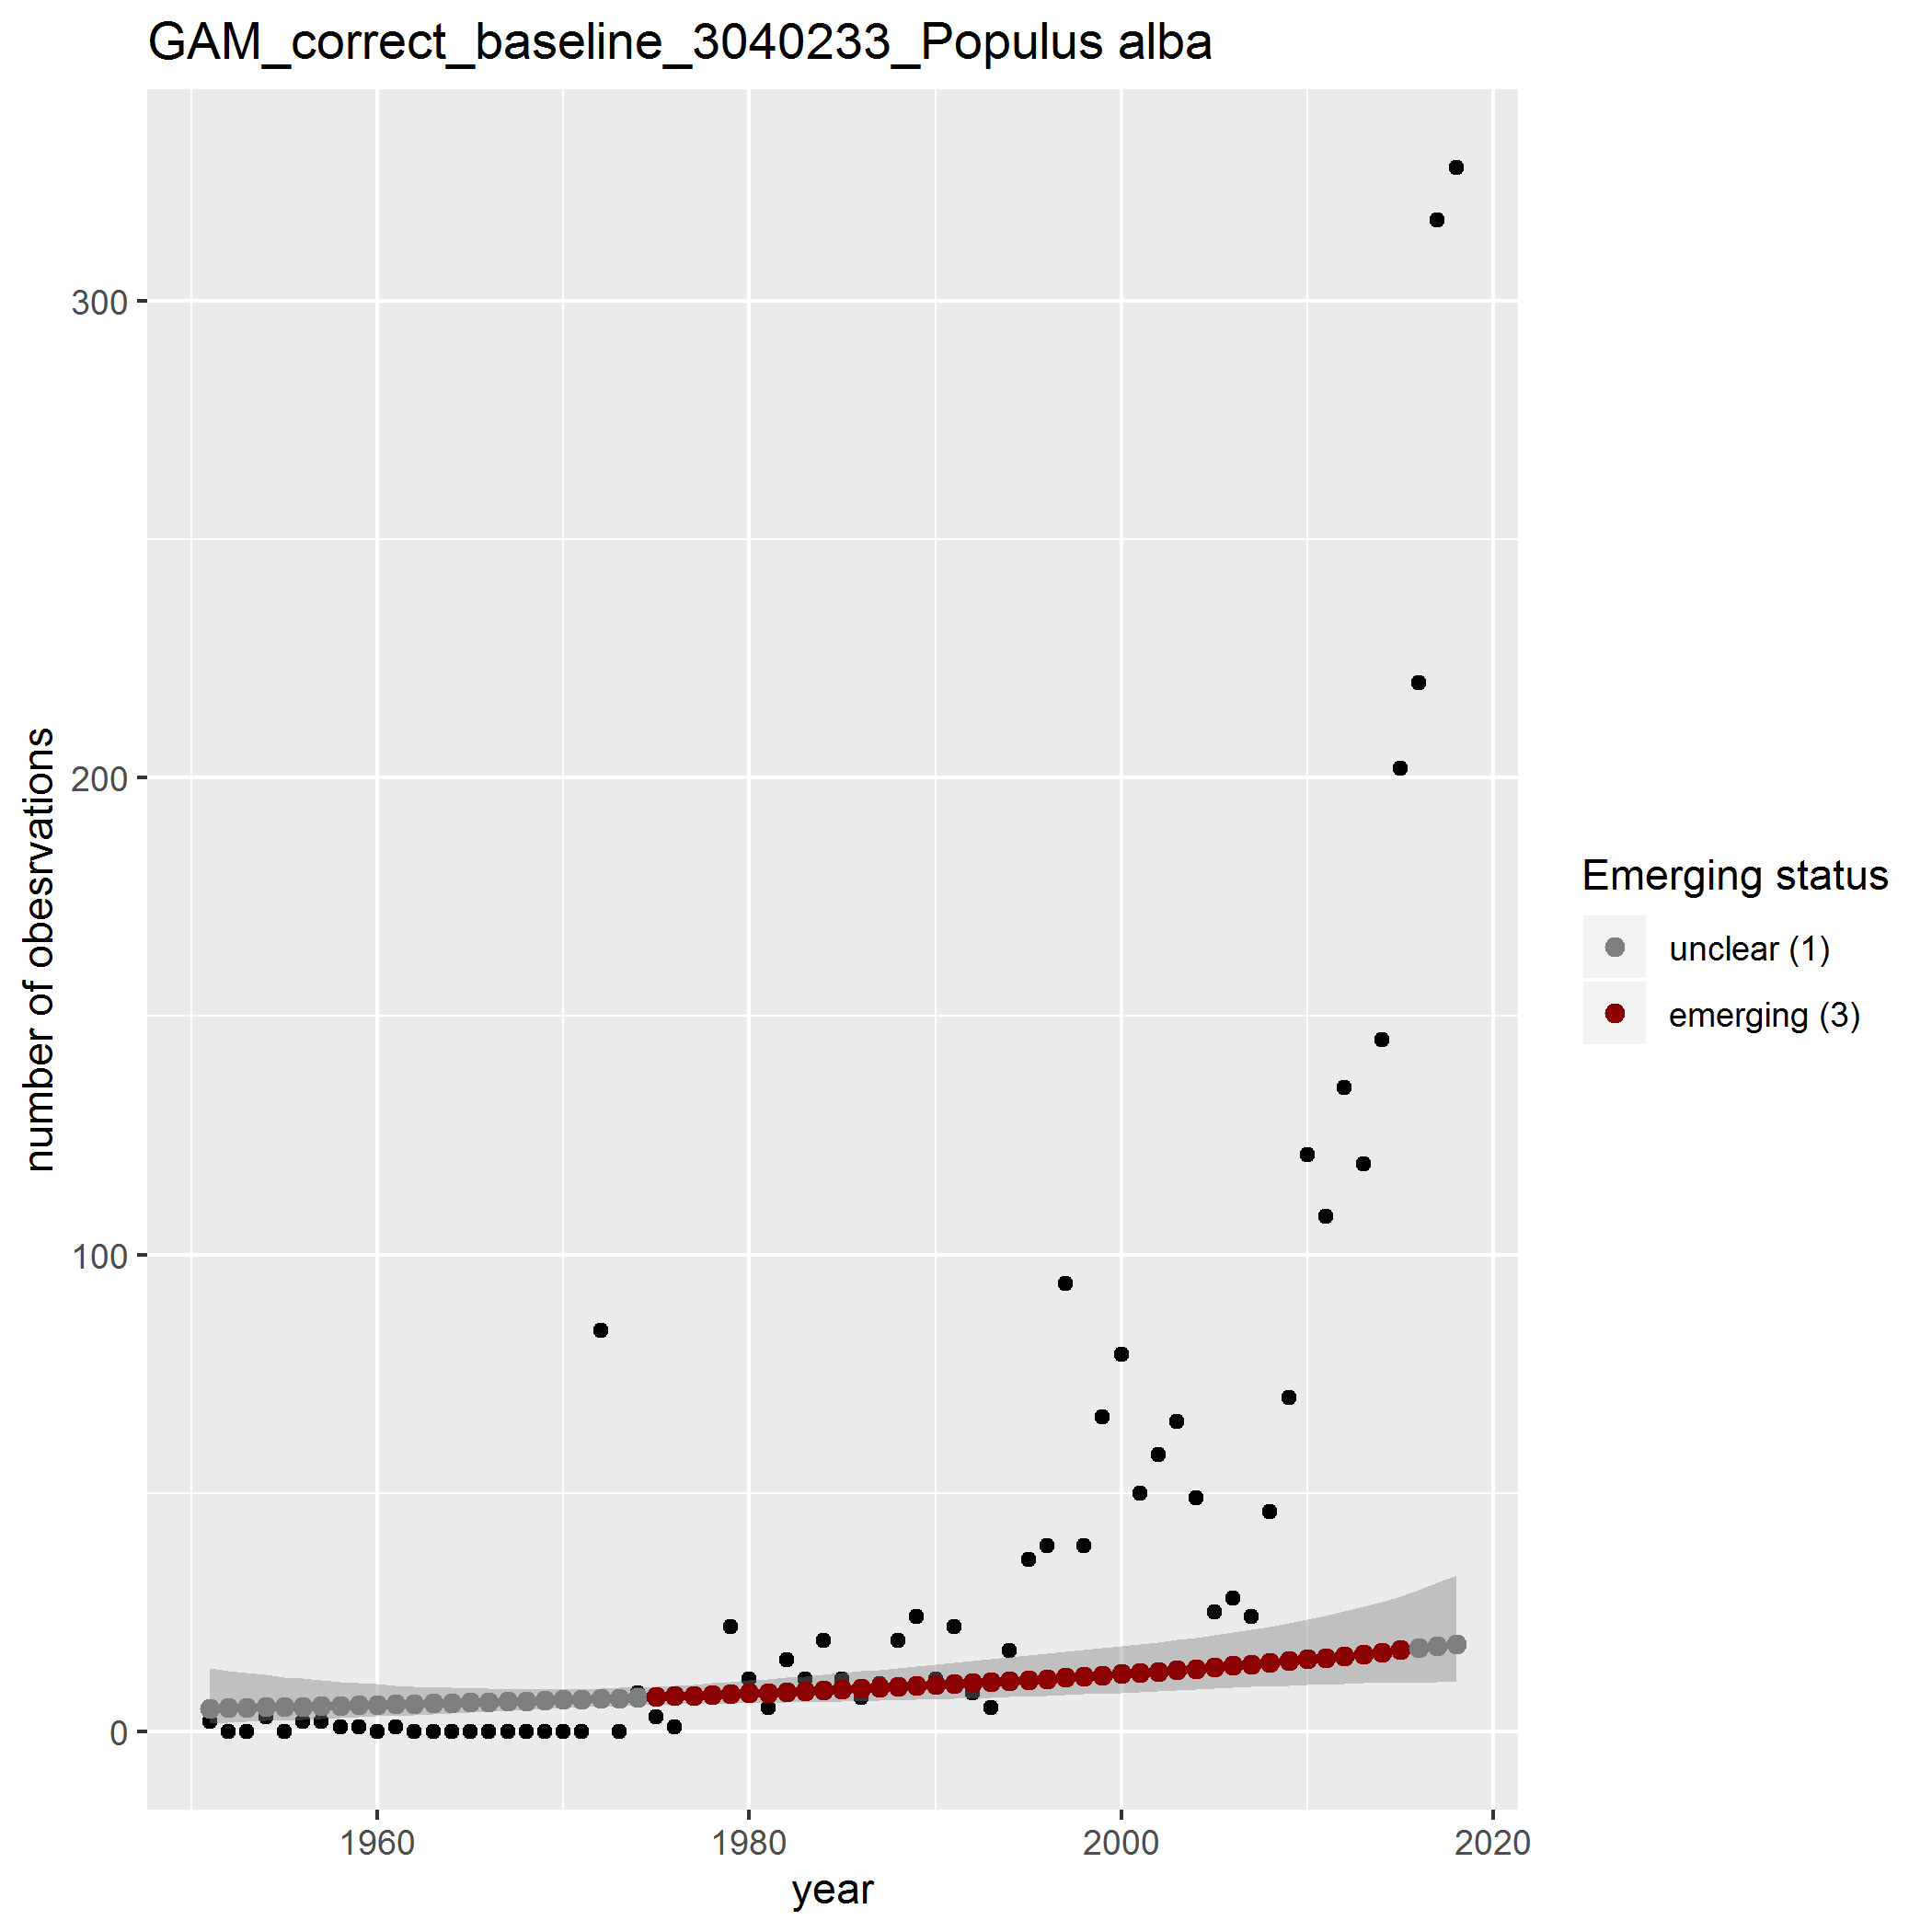 GAM_correct_baseline_3040233_Populus alba
300
200
100
0
number of obesrvations
1960
1980
2000
2020
year
Emerging status
unclear (1)
emerging (3)